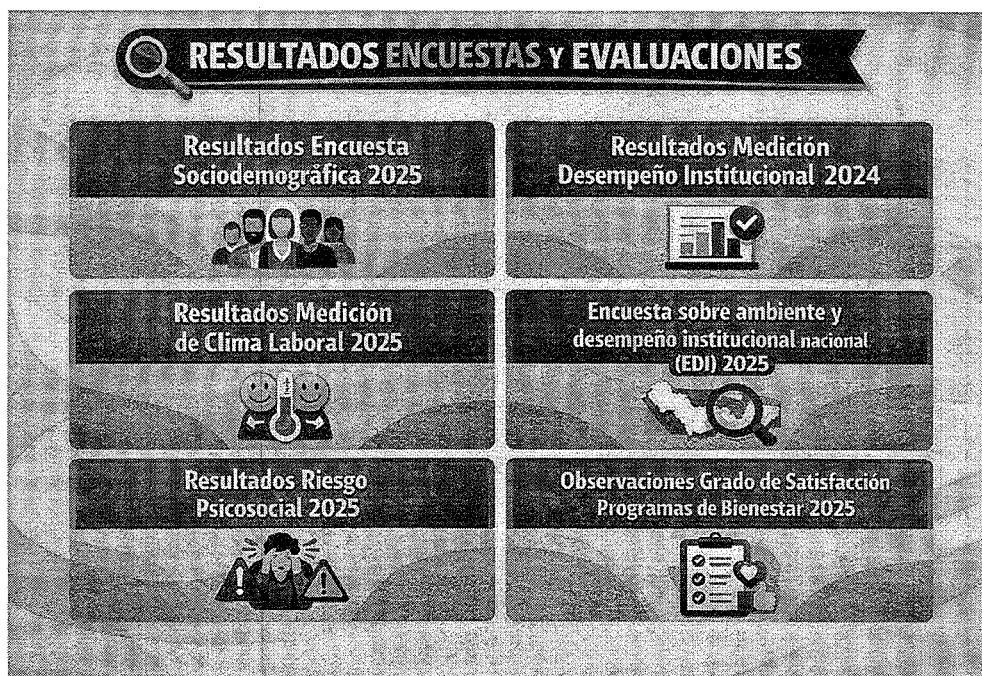 RESULTADOS ENCUESTAS Y EVALUACIONES
Resultados Encuesta
Sociodemográfica 2025
Resultados Medición
Desempeño Institucional 2024
Resultados Medición
de Clima Laboral 2025
Encuesta sobre ambiente y
desempeño institucional nacional
(EDI) 2025
Resultados Riesgo
Psicosocial 2025
Observaciones Grado de Satisfacción
Programas de Bienestar 2025